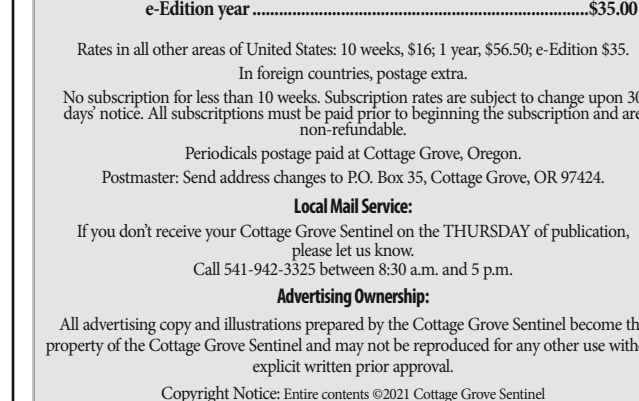 e-Edition year ..............................................................................$35.00
Rates in all other areas of United States: 10 weeks, $16; 1 year, $56.50; e-Edition $35.
In foreign countries, postage extra.
No subscription for less than 10 weeks. Subscription rates are subject to change upon 30
days' notice. All subscritptions must be paid prior to beginning the subscription and are
non-refundable.
Periodicals postage paid at Cottage Grove, Oregon.
Postmaster: Send address changes to P.O. Box 35, Cottage Grove, OR 97424.
Local Mail Service:
If you don't receive your Cottage Grove Sentinel on the THURSDAY of publication,
please let us know.
Call 541-942-3325 between 8:30 a.m. and 5 p.m.
Advertising Ownership:
All advertising copy and illustrations prepared by the Cottage Grove Sentinel become th
property of the Cottage Grove Sentinel and may not be reproduced for any other use with
explicit written prior approval.
Copyright Notice: Entire contents ©2021 Cottage Grove Sentinel